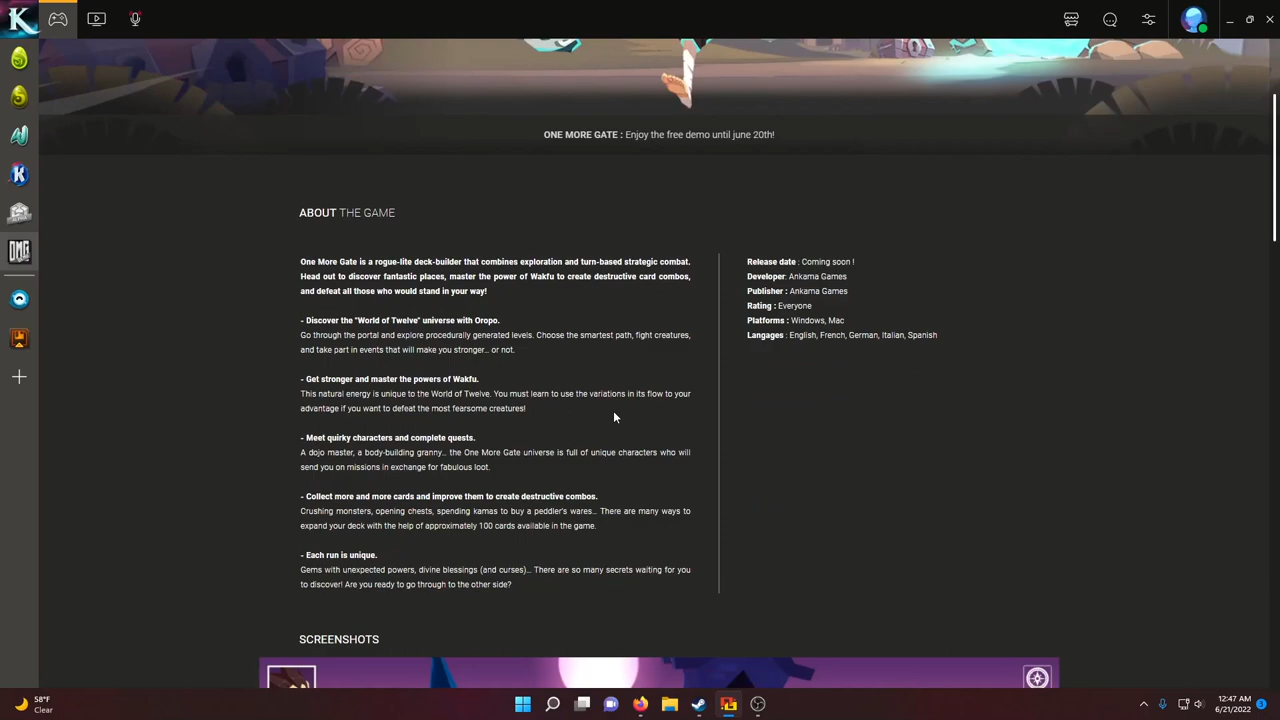 ONE MORE GATE : Enjoy the free demo until june 20th!
ABOUT THE GAME
One More Gate is a rogue-lite deck-builder that combines exploration and turn-based strategic combat.
Head out to discover fantastic places, master the power of Wakfu to create destructive card combos,
and defeat all those who would stand in your way!
- Discover the "World of Twelve" universe with Oropo.
Go through the portal and explore procedurally generated levels. Choose the smartest path, fight creatures,
and take part in events that will make you stronger... or not.
- Get stronger and master the powers of Wakfu.
This natural energy is unique to the World of Twelve. You must learn to use the variations in its flow to your
advantage if you want to defeat the most fearsome creatures!
- Meet quirky characters and complete quests.
A dojo master, a body-building granny... the One More Gate universe is full of unique characters who will
send you on missions in exchange for fabulous loot.
- Collect more and more cards and improve them to create destructive combos.
Crushing monsters, opening chests, spending kamas to buy a peddler's wares... There are many ways to
expand your deck with the help of approximately 100 cards available in the game.
- Each run is unique.
Gems with unexpected powers, divine blessings (and curses)... There are so many secrets waiting for you
to discover! Are you ready to go through to the other side?
Release date : Coming soon !
Developer: Ankama Games
Publisher : Ankama Games
Rating : Everyone
Platforms : Windows, Mac
Langages : English, French, German, Italian, Spanish
SCREENSHOTS
58°F
Clear
12:47 AM
6/21/2022